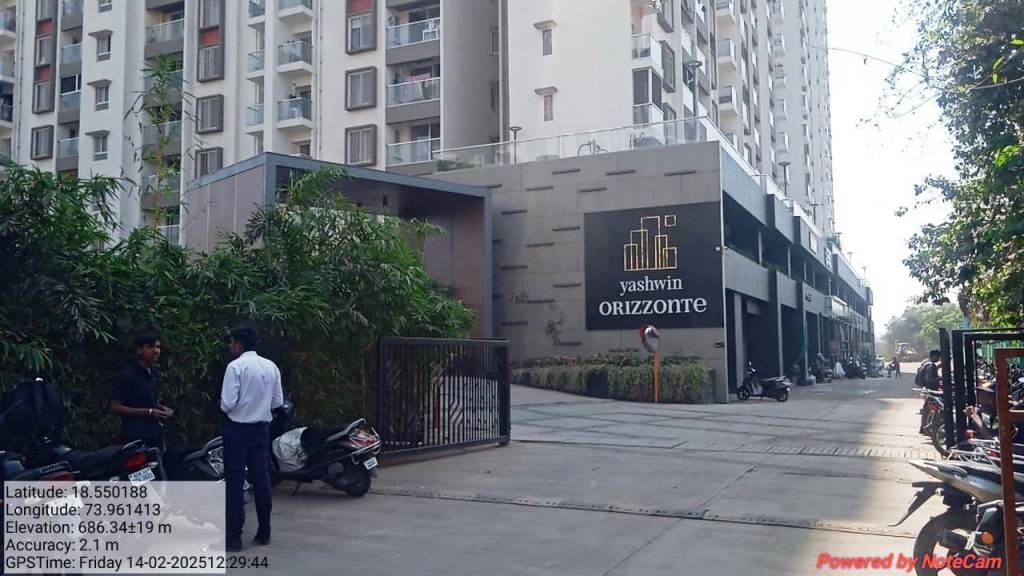 yashwin
ORIZZONTE
Latitude: 18.550188
Longitude: 73.961413
Elevation: 686.34±19 m
Accuracy: 2.1 m
GPSTime: Friday 14-02-202512:29:44
Powered by NoteCam